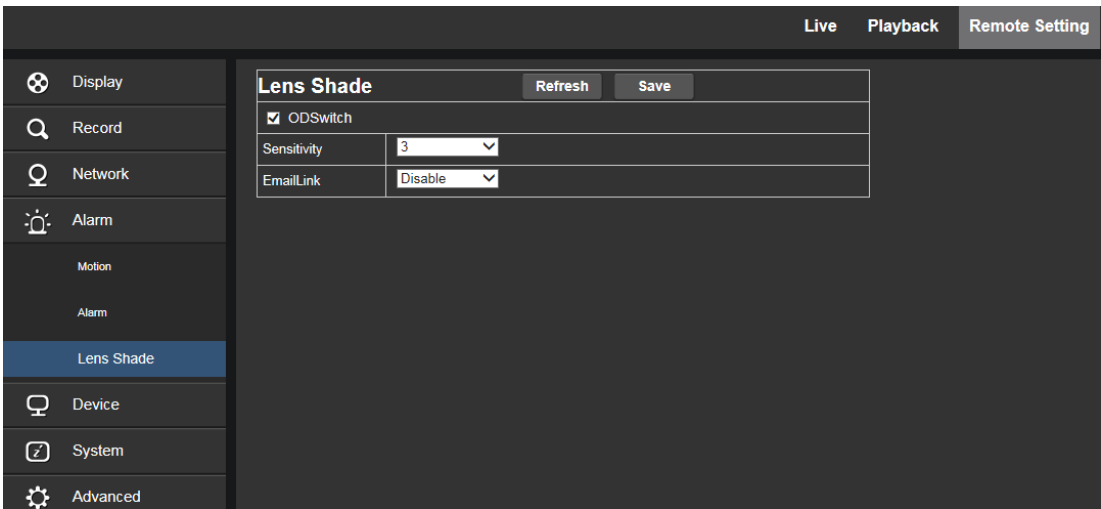 Live Playback Remote Setting
Display
Record
Network
Alarm
Motion
Alarm
Lens Shade
Device
System
Advanced
Lens Shade Refresh Save
ODSwitch
Sensitivity 3
EmailLink Disable